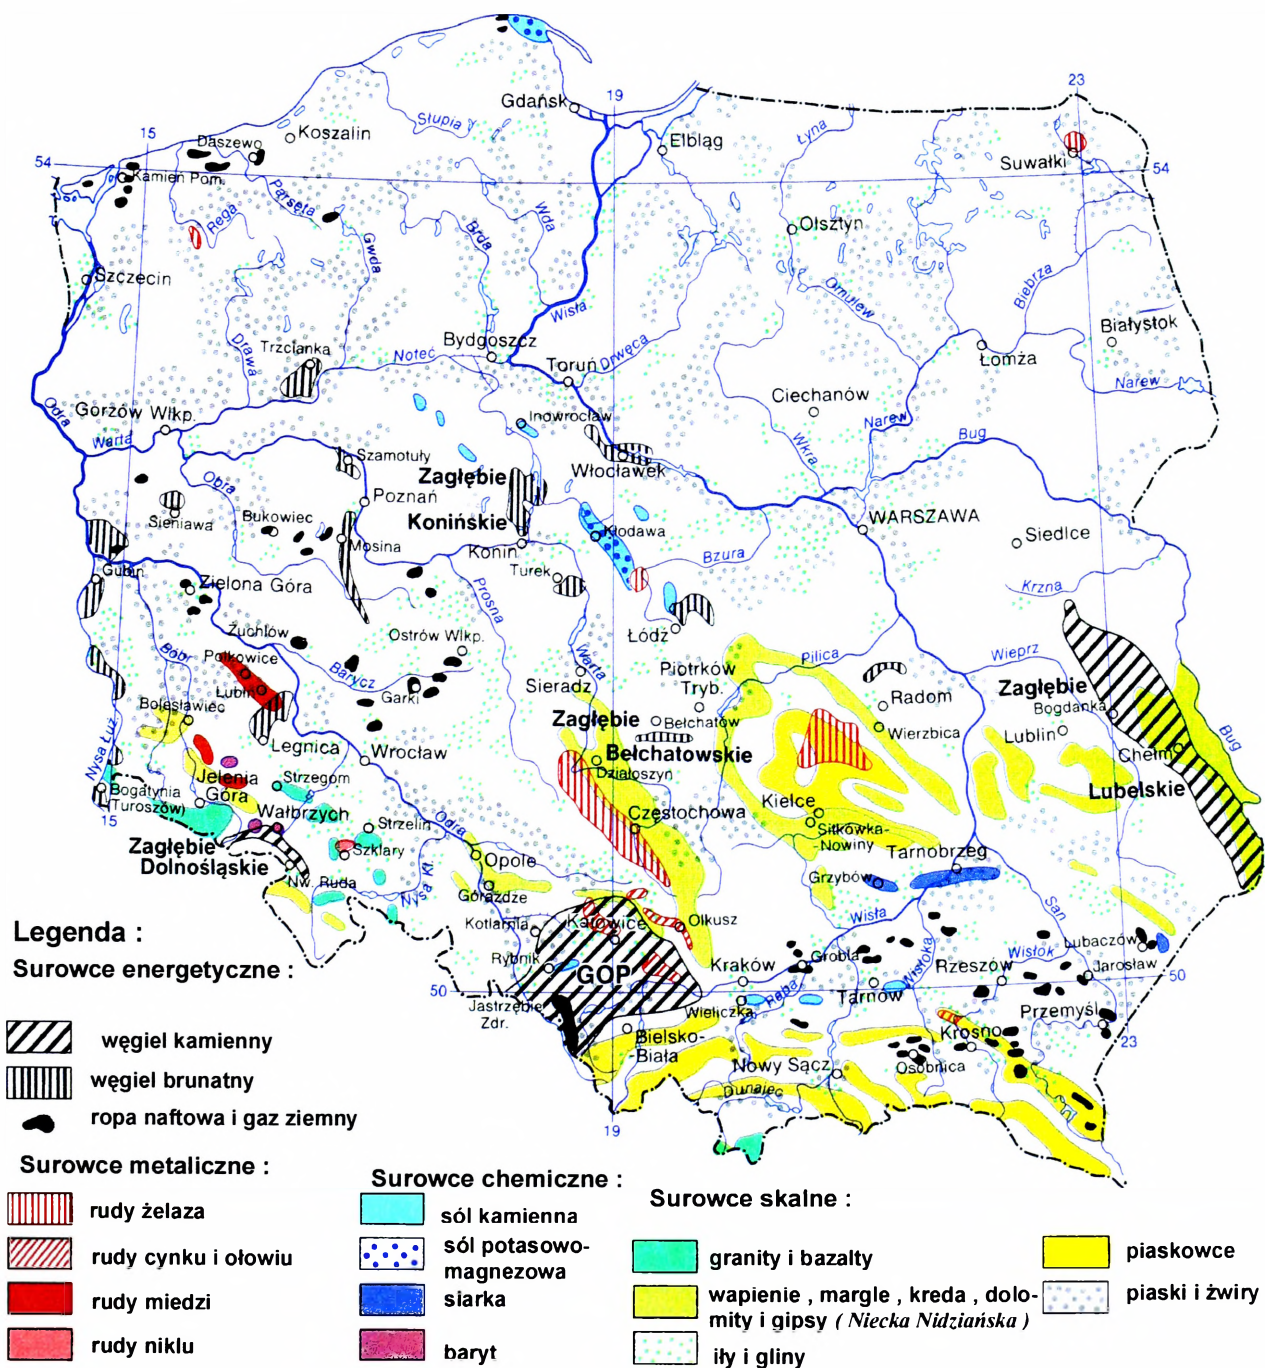 19
23
Gdańsk
Słupia
Elbląg
Łyna
15
Koszalin
Daszewo
54
Suwałki
54
Kamień Pom.
Parsęta
Rega
Wda
Brda
Gwda
Olsztyn
Szczecin
Biebrza
Omulew
Wisła
Białystok
Bydgoszcz
Trzcianka
Drawa
Noteć
Toruń
Drwęca
Łomża
Narew
Ciechanów
Odra
Gorzów Wlkp.
Inowrocław
Narew
Warta
Wkra
Bug
Szamotuły
Włocławek
Zagłębie
Konińskie
Obra
Poznań
Sieniawa
Bukowiec
WARSZAWA
Kłodawa
Siedlce
Mosina
Konin
Bzura
Turek
Gubin
Zielona Góra
Prosna
Krzna
Żuchlów
Łódź
Ostrów Wlkp.
Bóbr
Polkowice
Warta
Piotrków
Tryb.
Pilica
Wieprz
Lubin
Barycz
Garki
Sieradz
Radom
Zagłębie
Bogdanka
Bolesławiec
Zagłębie
Bełchatów
Wierzbica
Lublin
Bug
Nysa Łuż.
Legnica
Wrocław
Bełchatowskie
Chełm
Działoszyn
Jelenia
Góra
Strzegom
Lubelskie
Bogatynia
(Turoszów)
Wałbrzych
Kielce
15
Częstochowa
Strzelin
Odra
Sitkówka-
-Nowiny
Zagłębie
Dolnośląskie
Szklary
Opole
Tarnobrzeg
Nw. Ruda
Nysa Kł.
Górażdże
Grzybów
San
Wisła
Kotlarnia
Katowice
Olkusz
Lubaczów
Rybnik
GOP
Kraków
Grobla
Wisłoka
Wisłok
Rzeszów
Jarosław
50
50
Jastrzębie
Zdr.
Raba
Tarnów
Wieliczka
Przemyśl
Bielsko-
-Biała
Krosno
23
Nowy Sącz
Osobnica
Dunajec
19
Legenda :
Surowce energetyczne :
węgiel kamienny
węgiel brunatny
ropa naftowa i gaz ziemny
Surowce metaliczne :
rudy żelaza
rudy cynku i ołowiu
rudy miedzi
rudy niklu
Surowce chemiczne :
sól kamienna
sól potasowo-
magnezowa
siarka
baryt
Surowce skalne :
granity i bazalty
wapienie , margle , kreda , dolo-
mity i gipsy ( Niecka Nidziańska )
iły i gliny
piaskowce
piaski i żwiry